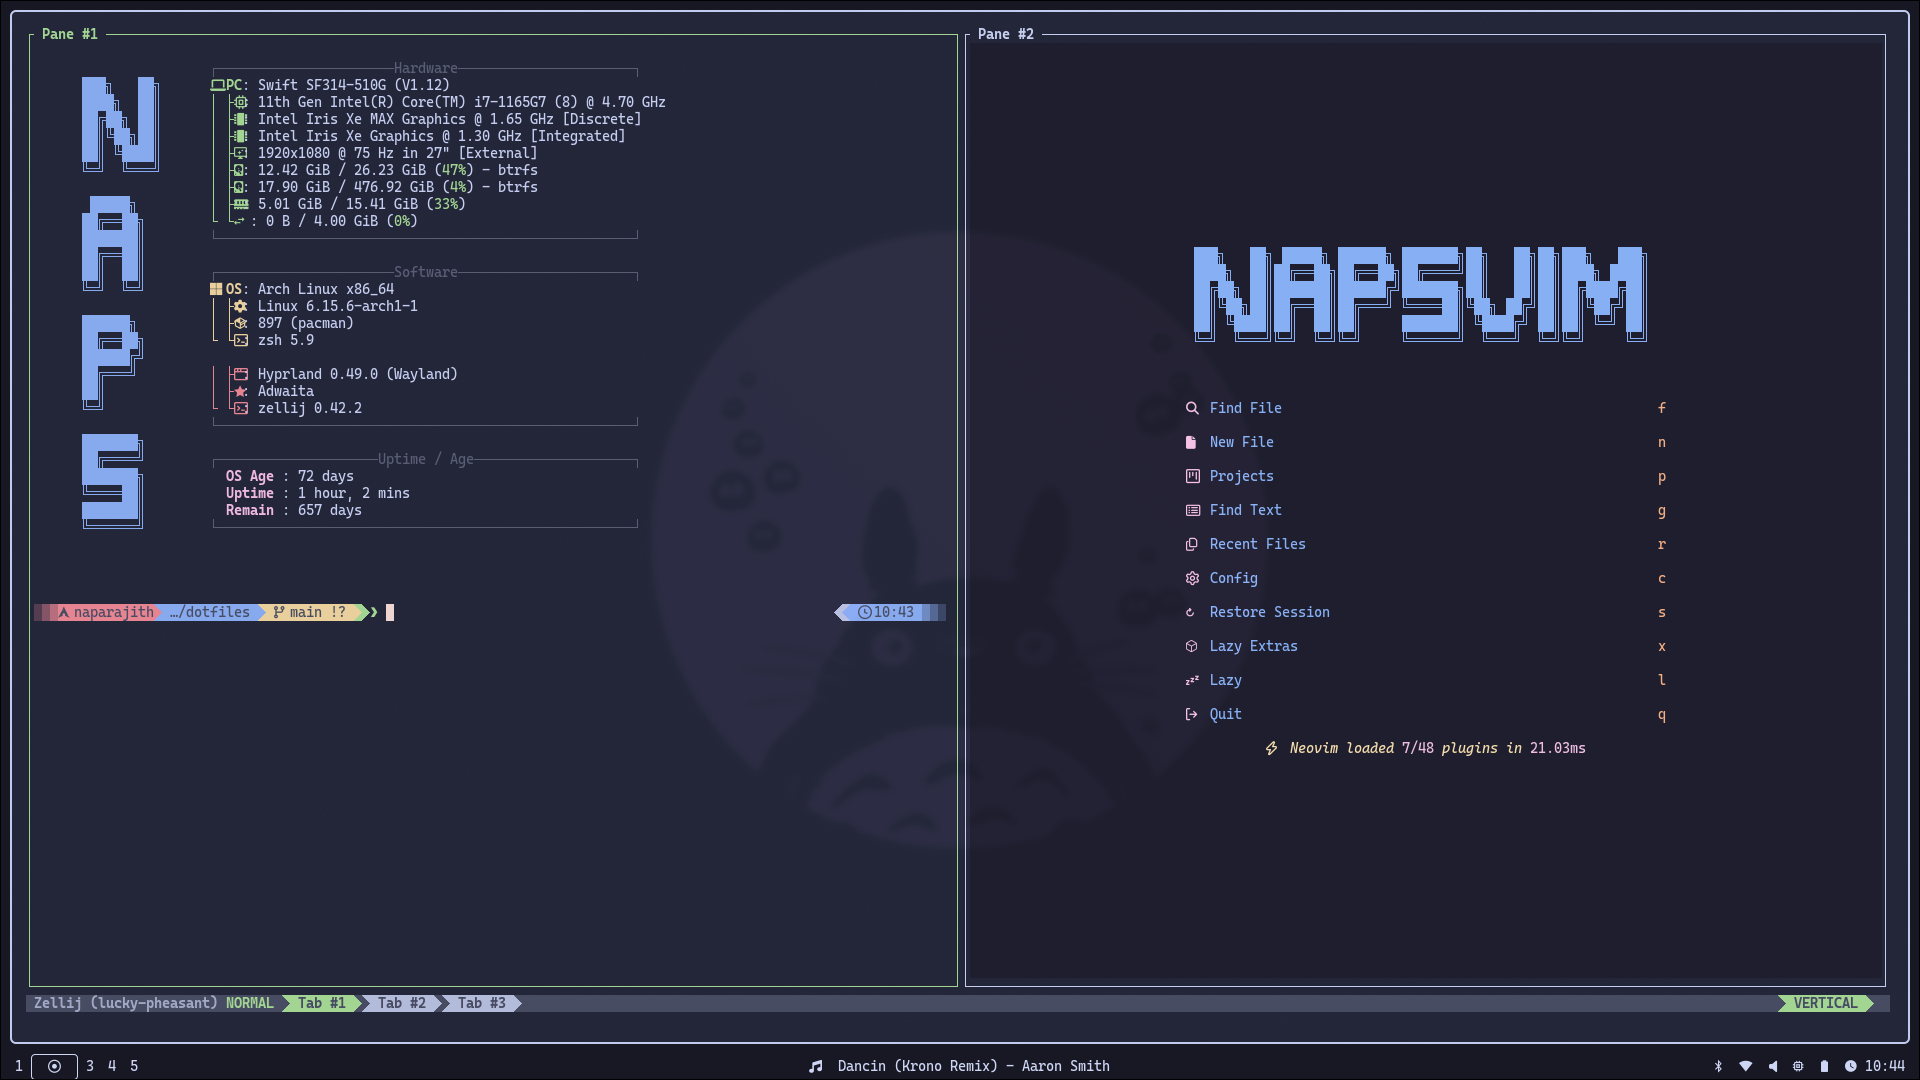 Pane #1
NAPS
Hardware
PC: Swift SF314-510G (V1.12)
11th Gen Intel(R) Core(TM) i7-1165G7 (8) @ 4.70 GHz
Intel Iris Xe MAX Graphics @ 1.65 GHz [Discrete]
Intel Iris Xe Graphics @ 1.30 GHz [Integrated]
1920x1080 @ 75 Hz in 27" [External]
: 12.42 GiB / 26.23 GiB (47%) - btrfs
: 17.90 GiB / 476.92 GiB (4%) - btrfs
5.01 GiB / 15.41 GiB (33%)
: 0 B / 4.00 GiB (0%)
Software
OS: Arch Linux x86_64
Linux 6.15.6-arch1-1
897 (pacman)
zsh 5.9
Hyprland 0.49.0 (Wayland)
Adwaita
zellij 0.42.2
Uptime / Age
OS Age : 72 days
Uptime : 1 hour, 2 mins
Remain : 657 days
naparajith …/dotfiles main !? 10:43
Pane #2
NAPSVIM
Find File f
New File n
Projects p
Find Text g
Recent Files r
Config c
Restore Session s
Lazy Extras x
Lazy l
Quit q
Neovim loaded 7/48 plugins in 21.03ms
Zellij (lucky-pheasant) NORMAL Tab #1 Tab #2 Tab #3 VERTICAL
1 3 4 5 Dancin (Krono Remix) - Aaron Smith 10:44